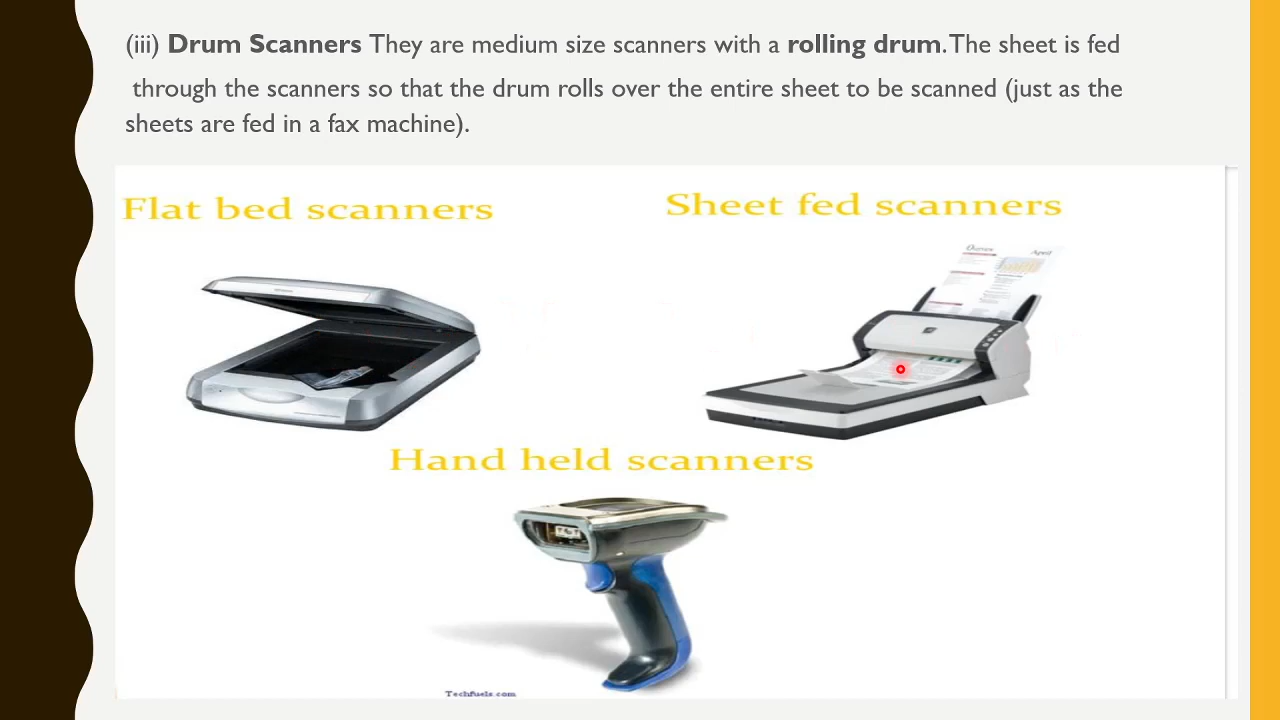 (iii) Drum Scanners They are medium size scanners with a rolling drum. The sheet is fed
through the scanners so that the drum rolls over the entire sheet to be scanned (just as the
sheets are fed in a fax machine).
Flat bed scanners
Sheet fed scanners
April
Hand held scanners
Techfuels.com